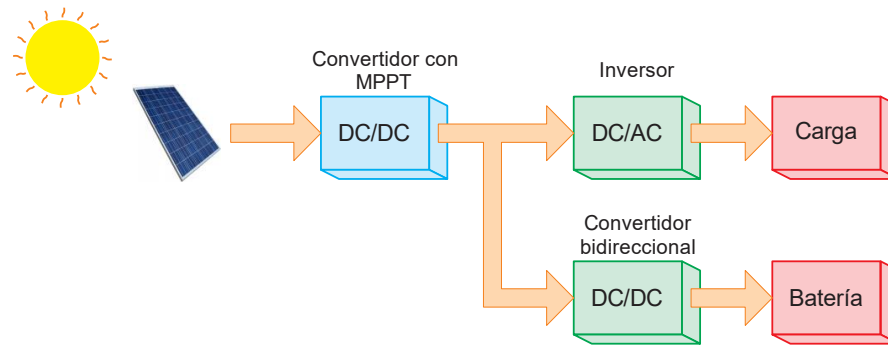 Convertidor con
MPPT
Inversor
DC/DC
DC/AC
Carga
Convertidor
bidireccional
DC/DC
Batería